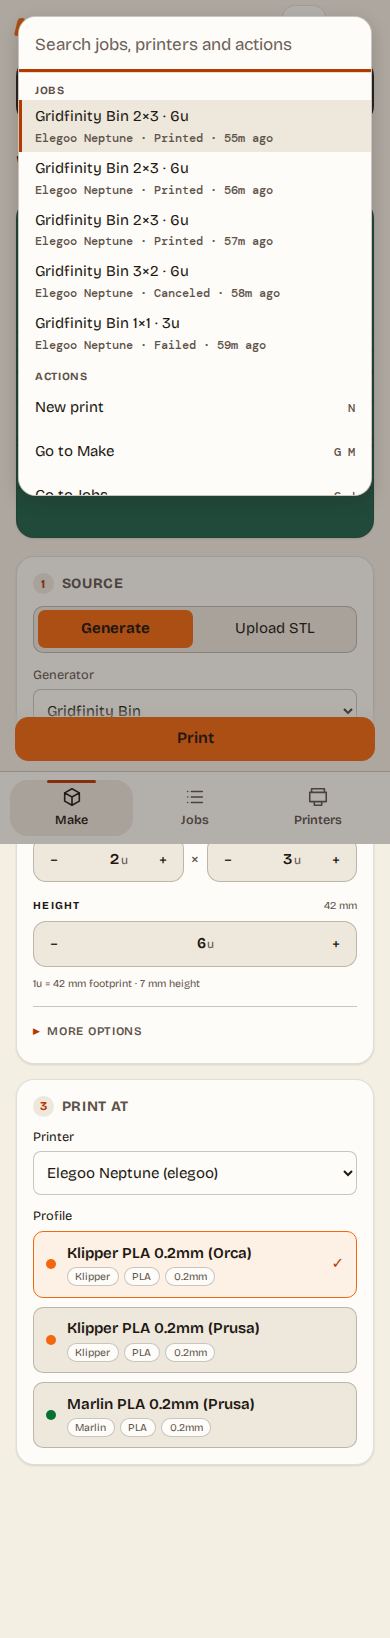 Search jobs, printers and actions
JOBS
Gridfinity Bin 2×3 · 6u
Elegoo Neptune · Printed · 55m ago
Gridfinity Bin 2×3 · 6u
Elegoo Neptune · Printed · 56m ago
Gridfinity Bin 2×3 · 6u
Elegoo Neptune · Printed · 57m ago
Gridfinity Bin 3×2 · 6u
Elegoo Neptune · Canceled · 58m ago
Gridfinity Bin 1×1 · 3u
Elegoo Neptune · Failed · 59m ago
ACTIONS
New print N
Go to Make G M
Go to Jobs G J
1 SOURCE
Generate Upload STL
Generator
Gridfinity Bin
Print
Make Jobs Printers
− 2u + × − 3u +
HEIGHT 42 mm
− 6u +
1u = 42 mm footprint · 7 mm height
▶ MORE OPTIONS
3 PRINT AT
Printer
Elegoo Neptune (elegoo)
Profile
Klipper PLA 0.2mm (Orca) ✓
Klipper PLA 0.2mm
Klipper PLA 0.2mm (Prusa)
Klipper PLA 0.2mm
Marlin PLA 0.2mm (Prusa)
Marlin PLA 0.2mm